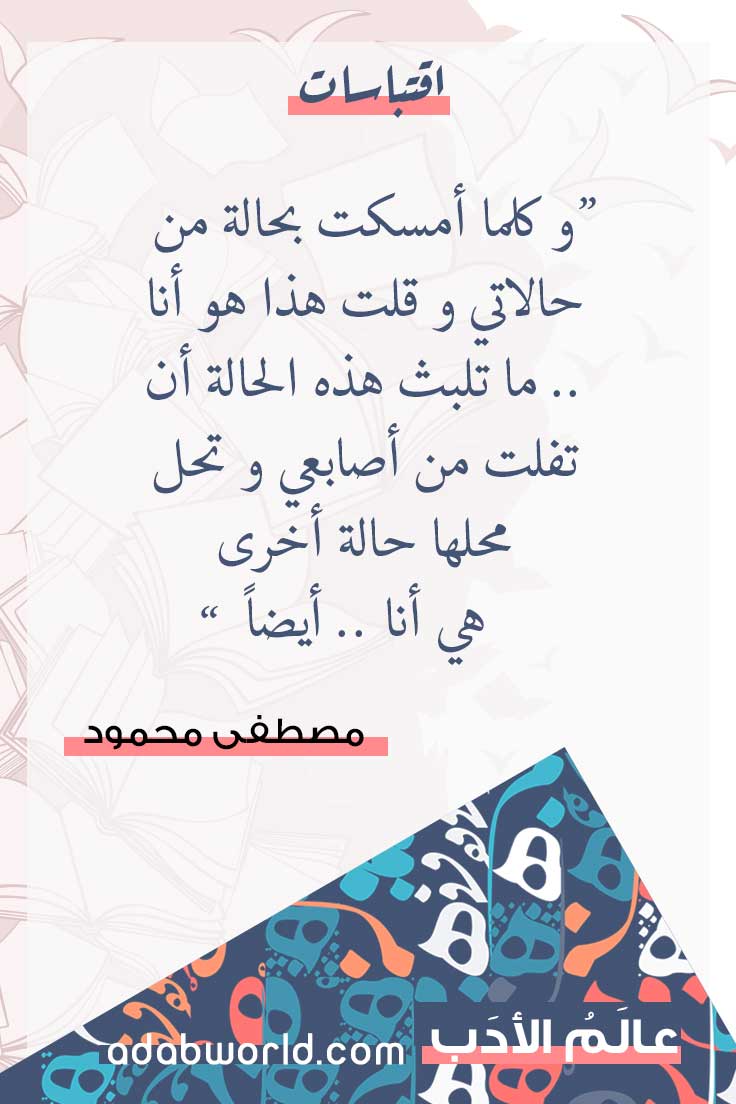 اقتباسات
”و كلما أمسكت بحالة من
حالاتي و قلت هذا هو أنا
.. ما تلبث هذه الحالة أن
تفلت من أصابعي و تحل
محلها حالة أخرى
هي أنا .. أيضاً “
مصطفى محمود
عالَمُ الأدَب
adabworld.com